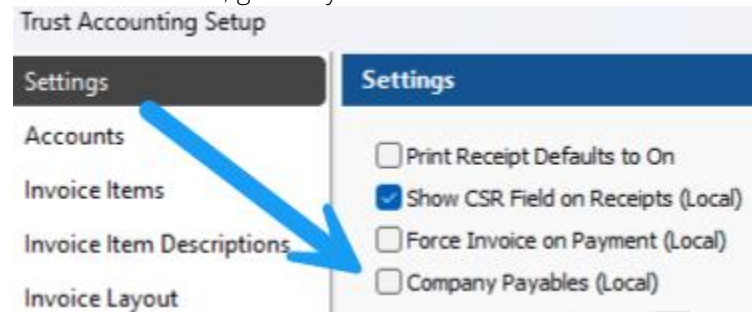 Trust Accounting Setup
Settings
Settings
Accounts
Print Receipt Defaults to On
Invoice Items
Show CSR Field on Receipts (Local)
Invoice Item Descriptions
Force Invoice on Payment (Local)
Invoice Layout
Company Payables (Local)